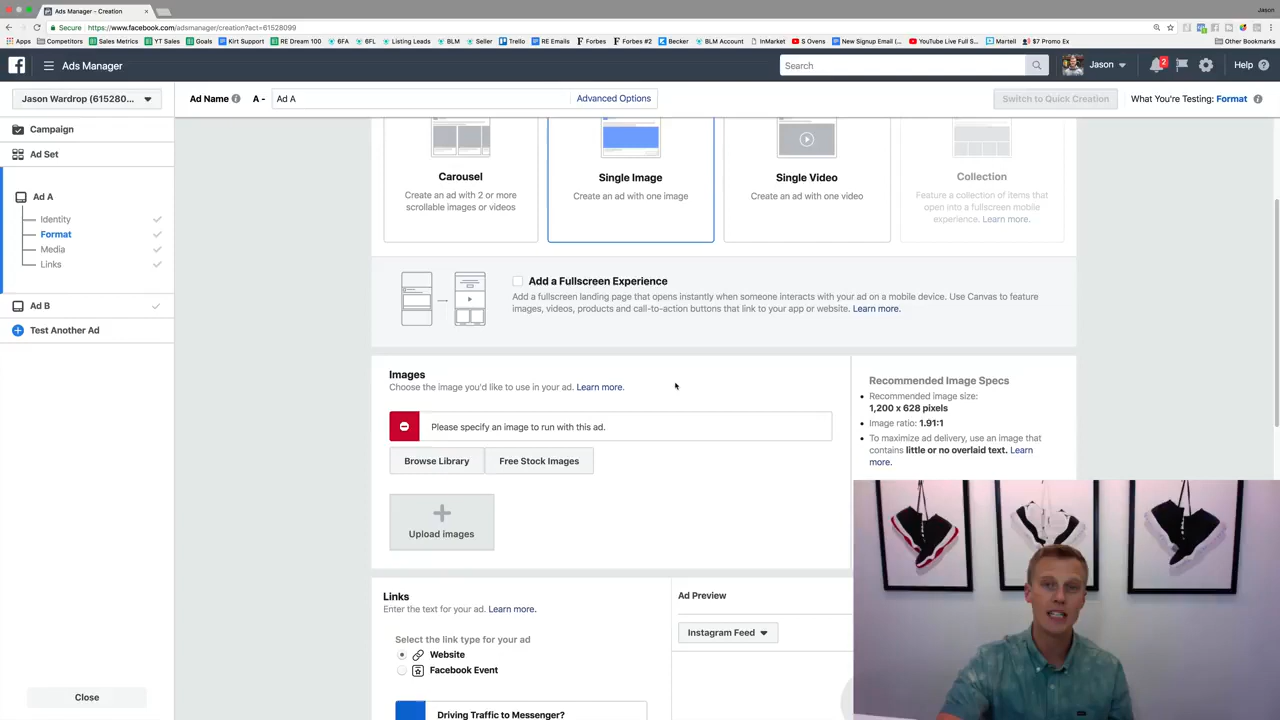 Ads Manager - Creation
Jason
Secure
https://www.facebook.com/adsmanager/creation?act=61528099
Apps
Competitors
Sales Metrics
YT Sales
Goals
Kirt Support
RE Dream 100
6FA
6FL
Listing Leads
BLM
Seller
Trello
RE Emails
Forbes
Forbes #2
Becker
BLM Account
InMarket
S Ovens
New Signup Email (...
YouTube Live Full S...
Martell
$7 Promo Ex
Other Bookmarks
Ads Manager
Search
Jason
2
Help
Jason Wardrop (615280...
Ad Name
A -
Ad A
Advanced Options
Switch to Quick Creation
What You're Testing: Format
Campaign
Ad Set
Ad A
Identity
Format
Media
Links
Ad B
Test Another Ad
Close
Carousel
Create an ad with 2 or more
scrollable images or videos
Single Image
Create an ad with one image
Single Video
Create an ad with one video
Collection
Feature a collection of items that
open into a fullscreen mobile
experience. Learn more.
Add a Fullscreen Experience
Add a fullscreen landing page that opens instantly when someone interacts with your ad on a mobile device. Use Canvas to feature
images, videos, products and call-to-action buttons that link to your app or website. Learn more.
Images
Choose the image you'd like to use in your ad. Learn more.
Please specify an image to run with this ad.
Browse Library
Free Stock Images
Upload images
Recommended Image Specs
Recommended image size:
1,200 x 628 pixels
Image ratio: 1.91:1
To maximize ad delivery, use an image that
contains little or no overlaid text. Learn
more.
Links
Enter the text for your ad. Learn more.
Select the link type for your ad
Website
Facebook Event
Driving Traffic to Messenger?
Ad Preview
Instagram Feed